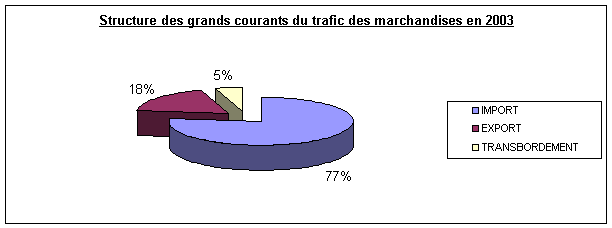 Structure des grands courants du trafic des marchandises en 2003
5%
18%
77%
IMPORT
EXPORT
TRANSBORDEMENT